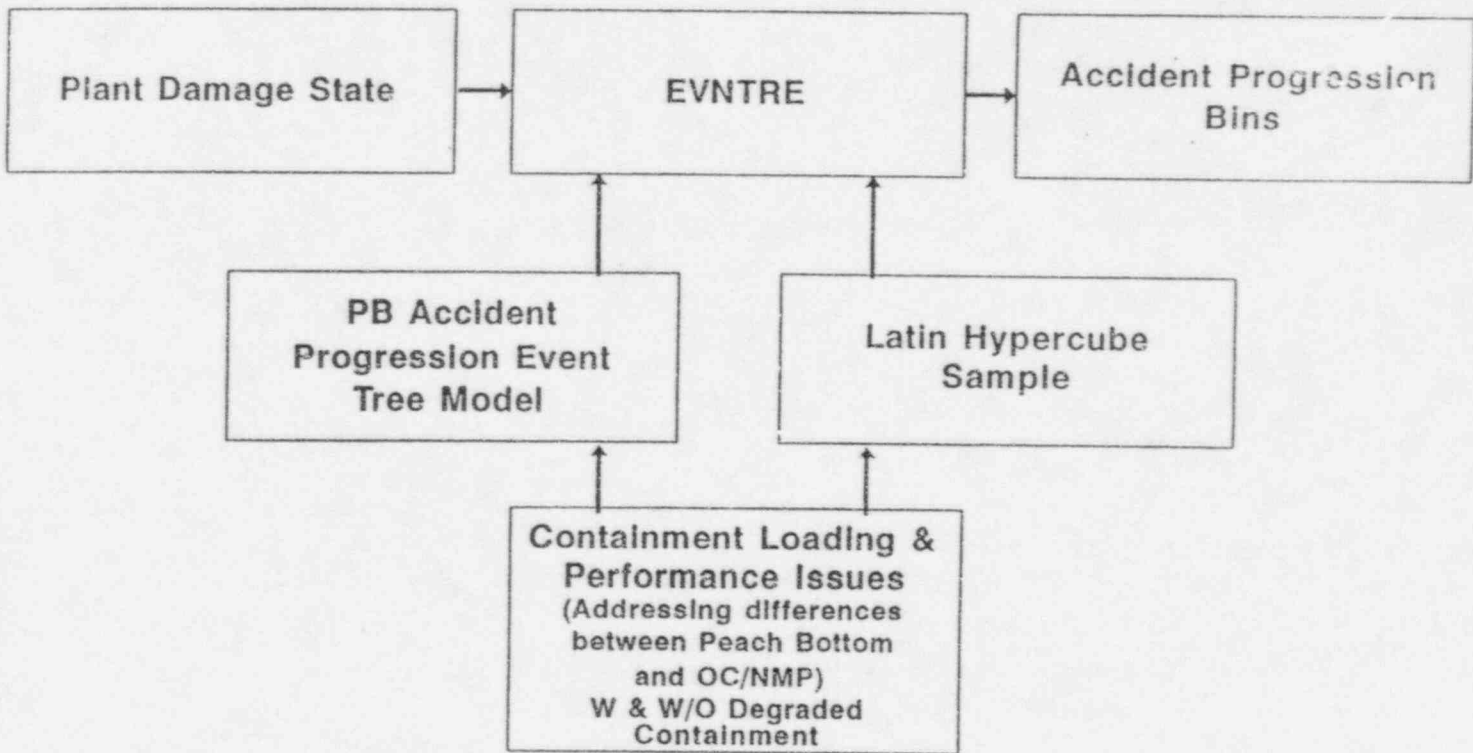 Plant Damage State
EVNTRE
Accident Progression
Bins
PB Accident
Progression Event
Tree Model
Latin Hypercube
Sample
Containment Loading &
Performance Issues
(Addressing differences
between Peach Bottom
and OC/NMP)
W & W/O Degraded
Containment